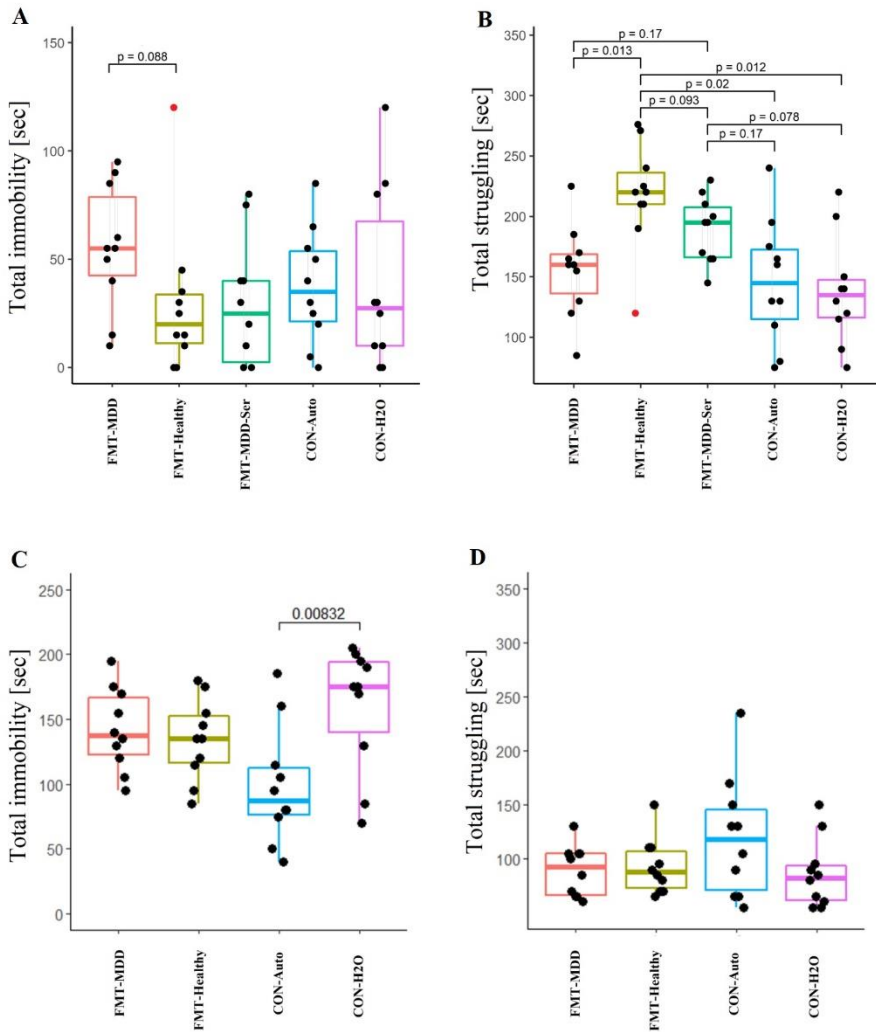 A
Total immobility [sec]
150
100
50
0
p = 0.088
FMT-MDD
FMT-Healthy
FMT-MDD-Ser
CON-Auto
CON-H2O
B
Total struggling [sec]
350
300
250
200
150
100
p = 0.17
p = 0.013
p = 0.012
p = 0.02
p = 0.093
p = 0.078
p = 0.17
FMT-MDD
FMT-Healthy
FMT-MDD-Ser
CON-Auto
CON-H2O
C
Total immobility [sec]
250
200
150
100
50
0
0.00832
FMT-MDD
FMT-Healthy
CON-Auto
CON-H2O
D
Total struggling [sec]
350
300
250
200
150
100
FMT-MDD
FMT-Healthy
CON-Auto
CON-H2O